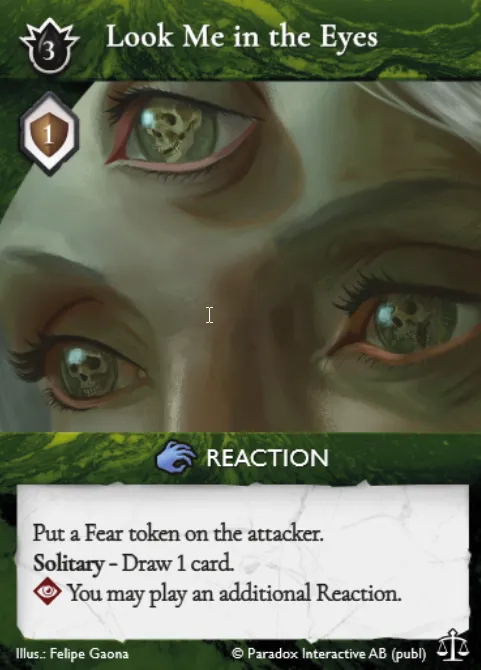 3
Look Me in the Eyes
1
REACTION
Put a Fear token on the attacker.
Solitary - Draw 1 card.
You may play an additional Reaction.
Illus.: Felipe Gaona
© Paradox Interactive AB (publ)